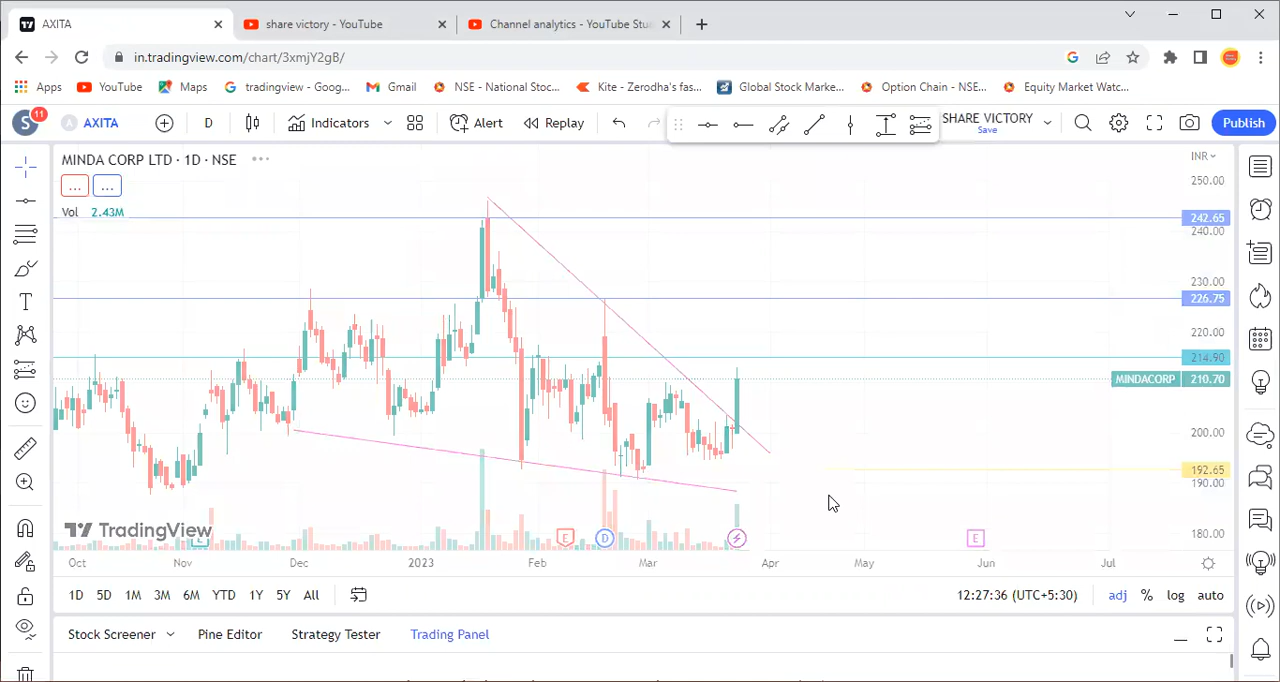 AXITA
share victory - YouTube
Channel analytics - YouTube Stu
in.tradingview.com/chart/3xmjY2gB/
Apps YouTube Maps tradingview - Goog... Gmail NSE - National Stoc... Kite - Zerodha's fas... Global Stock Marke... Option Chain - NSE... Equity Market Watc...
S 11 A AXITA D Indicators Alert Replay SHARE VICTORY Save Publish
MINDA CORP LTD · 1D · NSE ... INR
... ...
Vol 2.43M
250.00
242.65
240.00
230.00
226.75
220.00
214.90
MINDACORP 210.70
200.00
192.65
190.00
180.00
TradingView
E E D E
Oct Nov Dec 2023 Feb Mar Apr May Jun Jul
1D 5D 1M 3M 6M YTD 1Y 5Y All 12:27:36 (UTC+5:30) adj % log auto
Stock Screener Pine Editor Strategy Tester Trading Panel